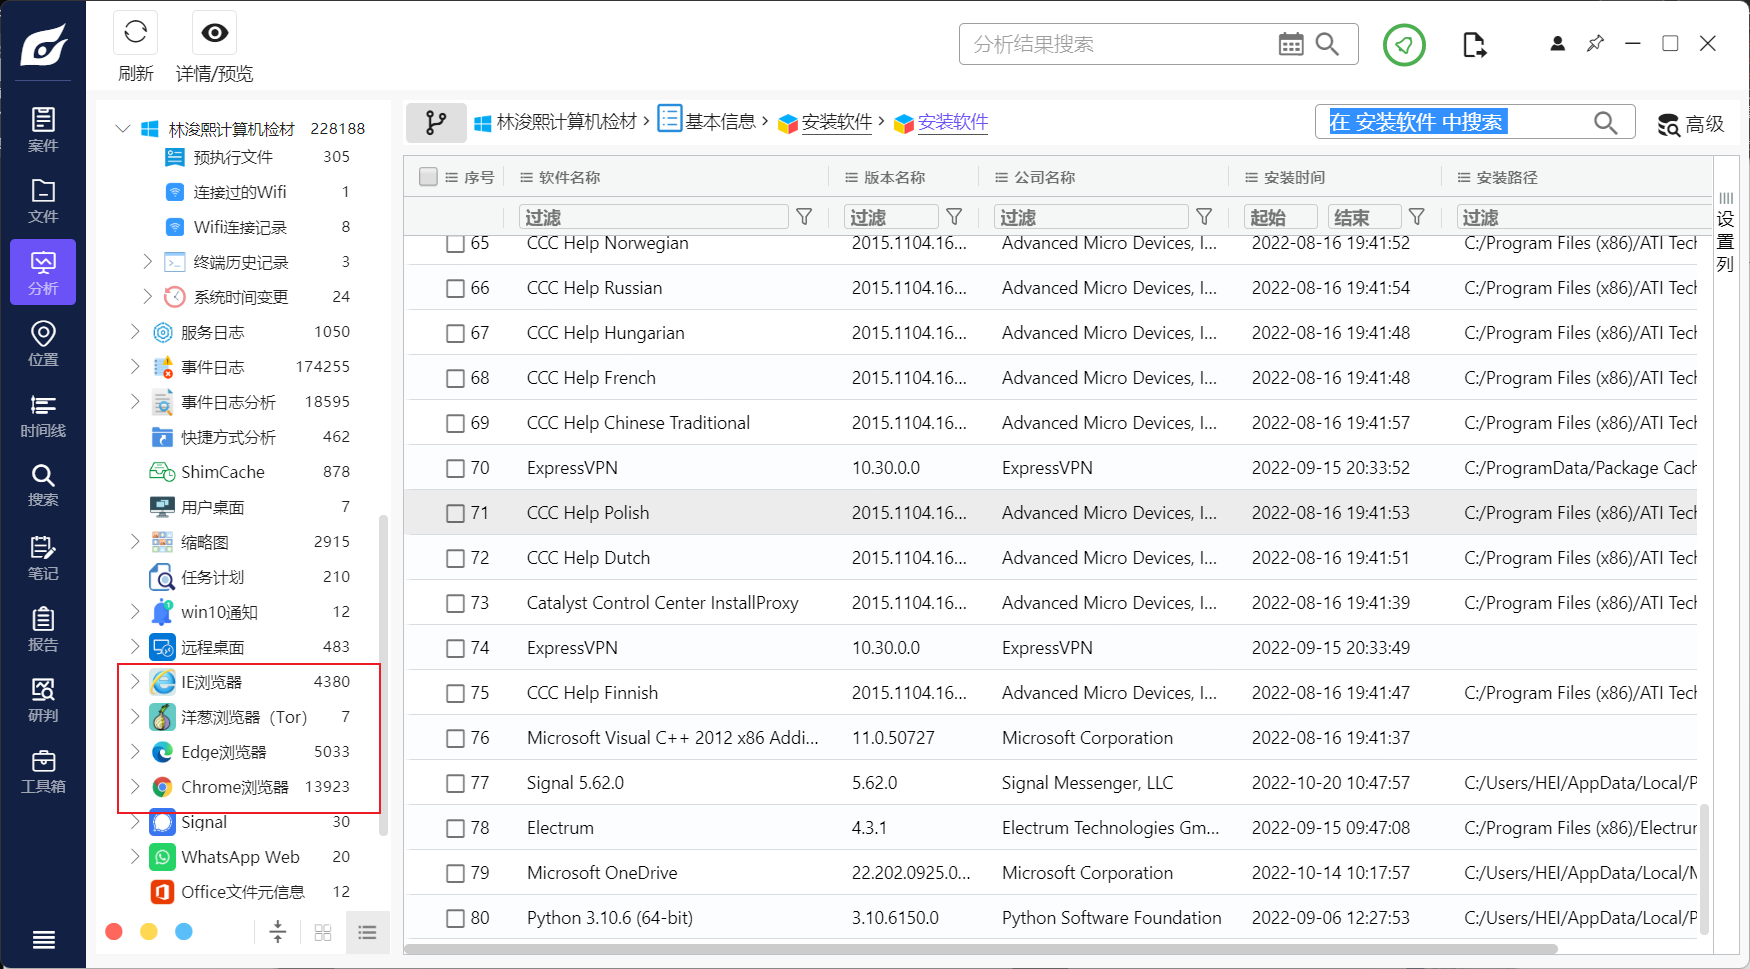 刷新
详情/预览
分析结果搜索
案件
文件
分析
位置
时间线
搜索
笔记
报告
研判
工具箱
林浚熙计算机检材 228188
预执行文件 305
连接过的Wifi 1
Wifi连接记录 8
终端历史记录 3
系统时间变更 24
服务日志 1050
事件日志 174255
事件日志分析 18595
快捷方式分析 462
ShimCache 878
用户桌面 7
缩略图 2915
任务计划 210
win10通知 12
远程桌面 483
IE浏览器 4380
洋葱浏览器（Tor） 7
Edge浏览器 5033
Chrome浏览器 13923
Signal 30
WhatsApp Web 20
Office文件元信息 12
林浚熙计算机检材 › 基本信息 › 安装软件 › 安装软件
在 安装软件 中搜索
高级
序号 软件名称 版本名称 公司名称 安装时间 安装路径
过滤 过滤 过滤 起始 结束 过滤
设置列
65 CCC Help Norwegian 2015.1104.16... Advanced Micro Devices, I... 2022-08-16 19:41:52 C:/Program Files (x86)/ATI Tech
66 CCC Help Russian 2015.1104.16... Advanced Micro Devices, I... 2022-08-16 19:41:54 C:/Program Files (x86)/ATI Tech
67 CCC Help Hungarian 2015.1104.16... Advanced Micro Devices, I... 2022-08-16 19:41:48 C:/Program Files (x86)/ATI Tech
68 CCC Help French 2015.1104.16... Advanced Micro Devices, I... 2022-08-16 19:41:48 C:/Program Files (x86)/ATI Tech
69 CCC Help Chinese Traditional 2015.1104.16... Advanced Micro Devices, I... 2022-08-16 19:41:57 C:/Program Files (x86)/ATI Tech
70 ExpressVPN 10.30.0.0 ExpressVPN 2022-09-15 20:33:52 C:/ProgramData/Package Cach
71 CCC Help Polish 2015.1104.16... Advanced Micro Devices, I... 2022-08-16 19:41:53 C:/Program Files (x86)/ATI Tech
72 CCC Help Dutch 2015.1104.16... Advanced Micro Devices, I... 2022-08-16 19:41:51 C:/Program Files (x86)/ATI Tech
73 Catalyst Control Center InstallProxy 2015.1104.16... Advanced Micro Devices, I... 2022-08-16 19:41:39 C:/Program Files (x86)/ATI Tech
74 ExpressVPN 10.30.0.0 ExpressVPN 2022-09-15 20:33:49
75 CCC Help Finnish 2015.1104.16... Advanced Micro Devices, I... 2022-08-16 19:41:47 C:/Program Files (x86)/ATI Tech
76 Microsoft Visual C++ 2012 x86 Addi... 11.0.50727 Microsoft Corporation 2022-08-16 19:41:37
77 Signal 5.62.0 5.62.0 Signal Messenger, LLC 2022-10-20 10:47:57 C:/Users/HEI/AppData/Local/P
78 Electrum 4.3.1 Electrum Technologies Gm... 2022-09-15 09:47:08 C:/Program Files (x86)/Electrum
79 Microsoft OneDrive 22.202.0925.0... Microsoft Corporation 2022-10-14 10:17:57 C:/Users/HEI/AppData/Local/M
80 Python 3.10.6 (64-bit) 3.10.6150.0 Python Software Foundation 2022-09-06 12:27:53 C:/Users/HEI/AppData/Local/P